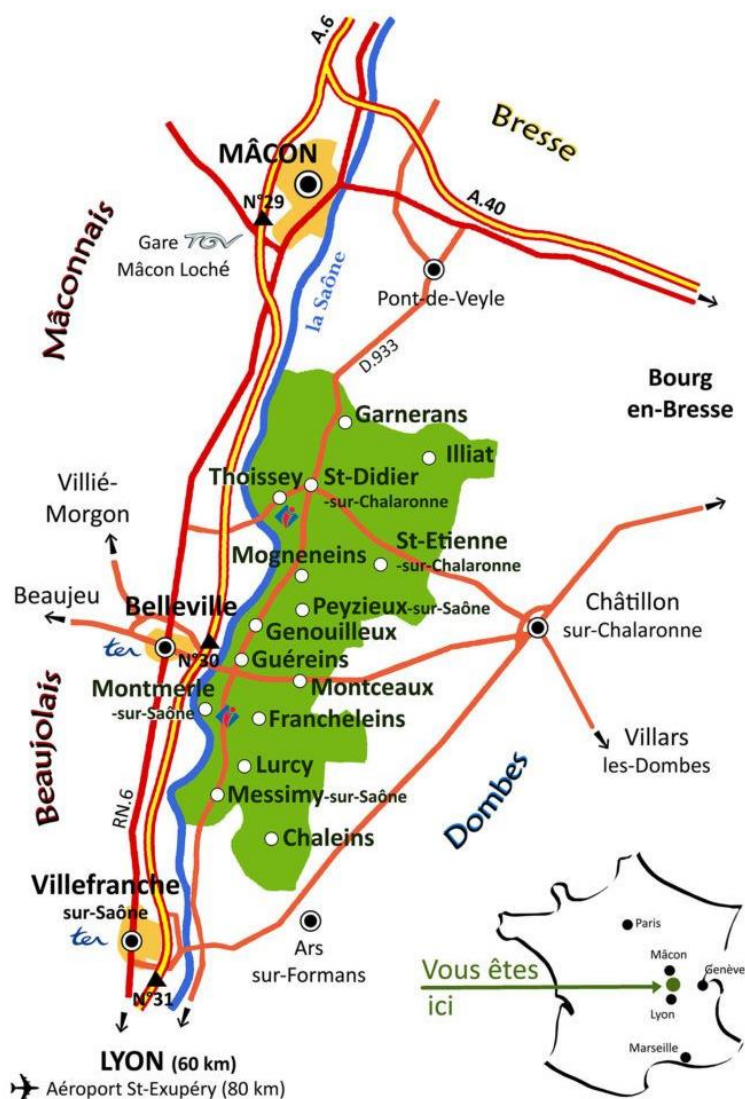 A.6
Bresse
MÂCON
N°29
A.40
Gare TGV
Mâcon Loché
Mâconnais
la Saône
Pont-de-Veyle
D.933
Bourg
en-Bresse
Garnerans
Illiat
Thoissey
St-Didier
-sur-Chalaronne
Villié-
Morgon
St-Etienne
-sur-Chalaronne
Mogneneins
Beaujeu
Belleville
Peyzieux-sur-Saône
Châtillon
sur-Chalaronne
Genouilleux
ter
N°30
Guéreins
Montmerle
-sur-Saône
Montceaux
Francheleins
Beaujolais
Villars
les-Dombes
Lurcy
Messimy-sur-Saône
Dombes
RN.6
Chaleins
Villefranche
sur-Saône
ter
Ars
sur-Formans
N°31
Paris
Mâcon
Genève
Vous êtes
ici
Lyon
Marseille
LYON (60 km)
Aéroport St-Exupéry (80 km)